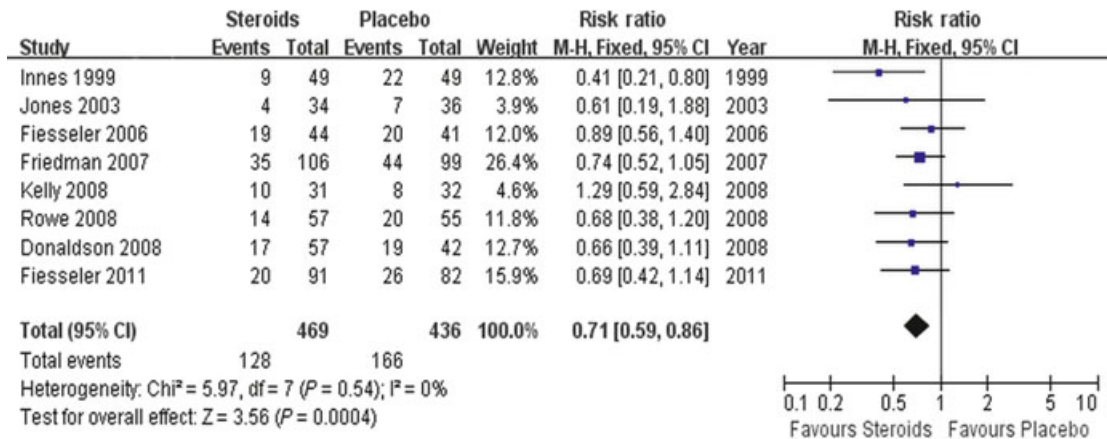 Steroids Placebo Risk ratio Risk ratio
Study Events Total Events Total Weight M-H, Fixed, 95% CI Year M-H, Fixed, 95% CI
Innes 1999 9 49 22 49 12.8% 0.41 [0.21, 0.80] 1999
Jones 2003 4 34 7 36 3.9% 0.61 [0.19, 1.88] 2003
Fiesseler 2006 19 44 20 41 12.0% 0.89 [0.56, 1.40] 2006
Friedman 2007 35 106 44 99 26.4% 0.74 [0.52, 1.05] 2007
Kelly 2008 10 31 8 32 4.6% 1.29 [0.59, 2.84] 2008
Rowe 2008 14 57 20 55 11.8% 0.68 [0.38, 1.20] 2008
Donaldson 2008 17 57 19 42 12.7% 0.66 [0.39, 1.11] 2008
Fiesseler 2011 20 91 26 82 15.9% 0.69 [0.42, 1.14] 2011
Total (95% CI) 469 436 100.0% 0.71 [0.59, 0.86]
Total events 128 166
Heterogeneity: Chi² = 5.97, df = 7 (P = 0.54); I² = 0%
Test for overall effect: Z = 3.56 (P = 0.0004)
0.1 0.2 0.5 1 2 5 10
Favours Steroids Favours Placebo